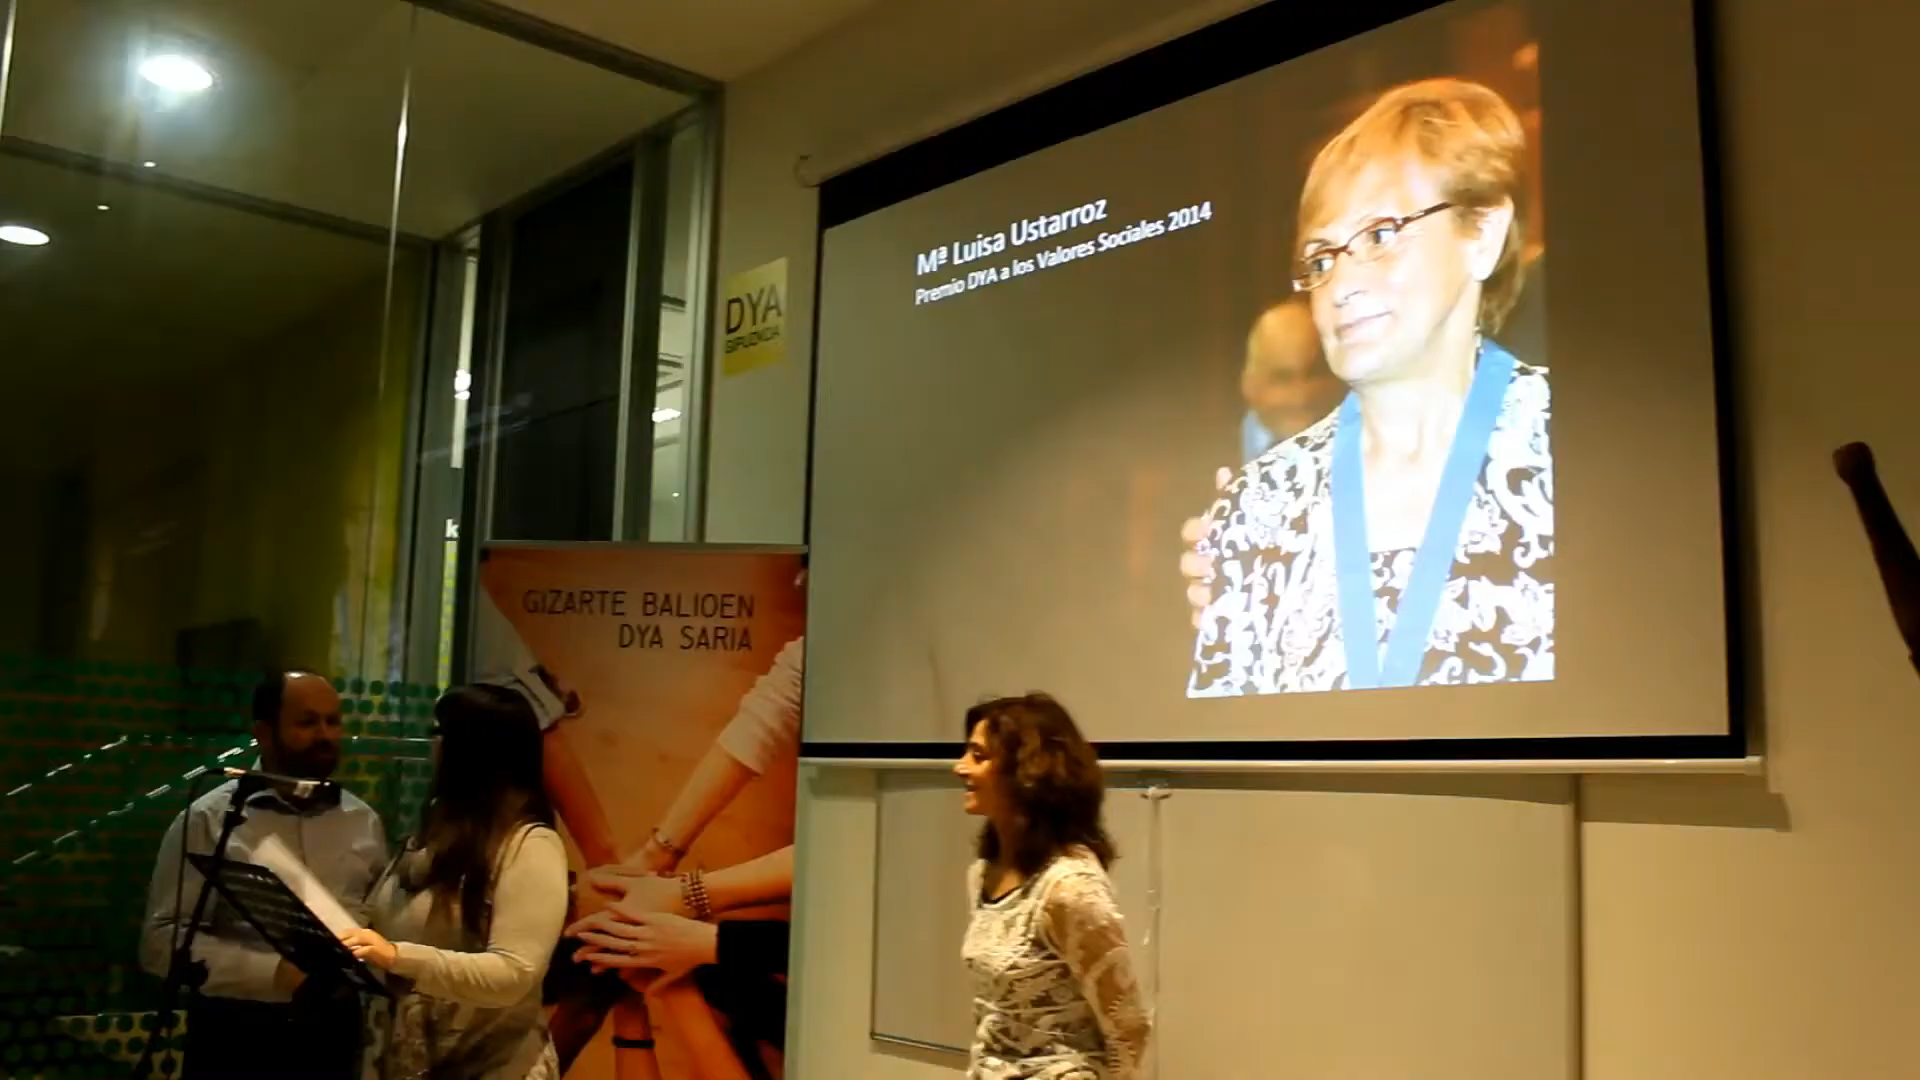 Mª Luisa Ustarroz
Premio DYA a los Valores Sociales 2014
DYA
GIPUZKOA
GIZARTE BALIOEN
DYA SARIA
k